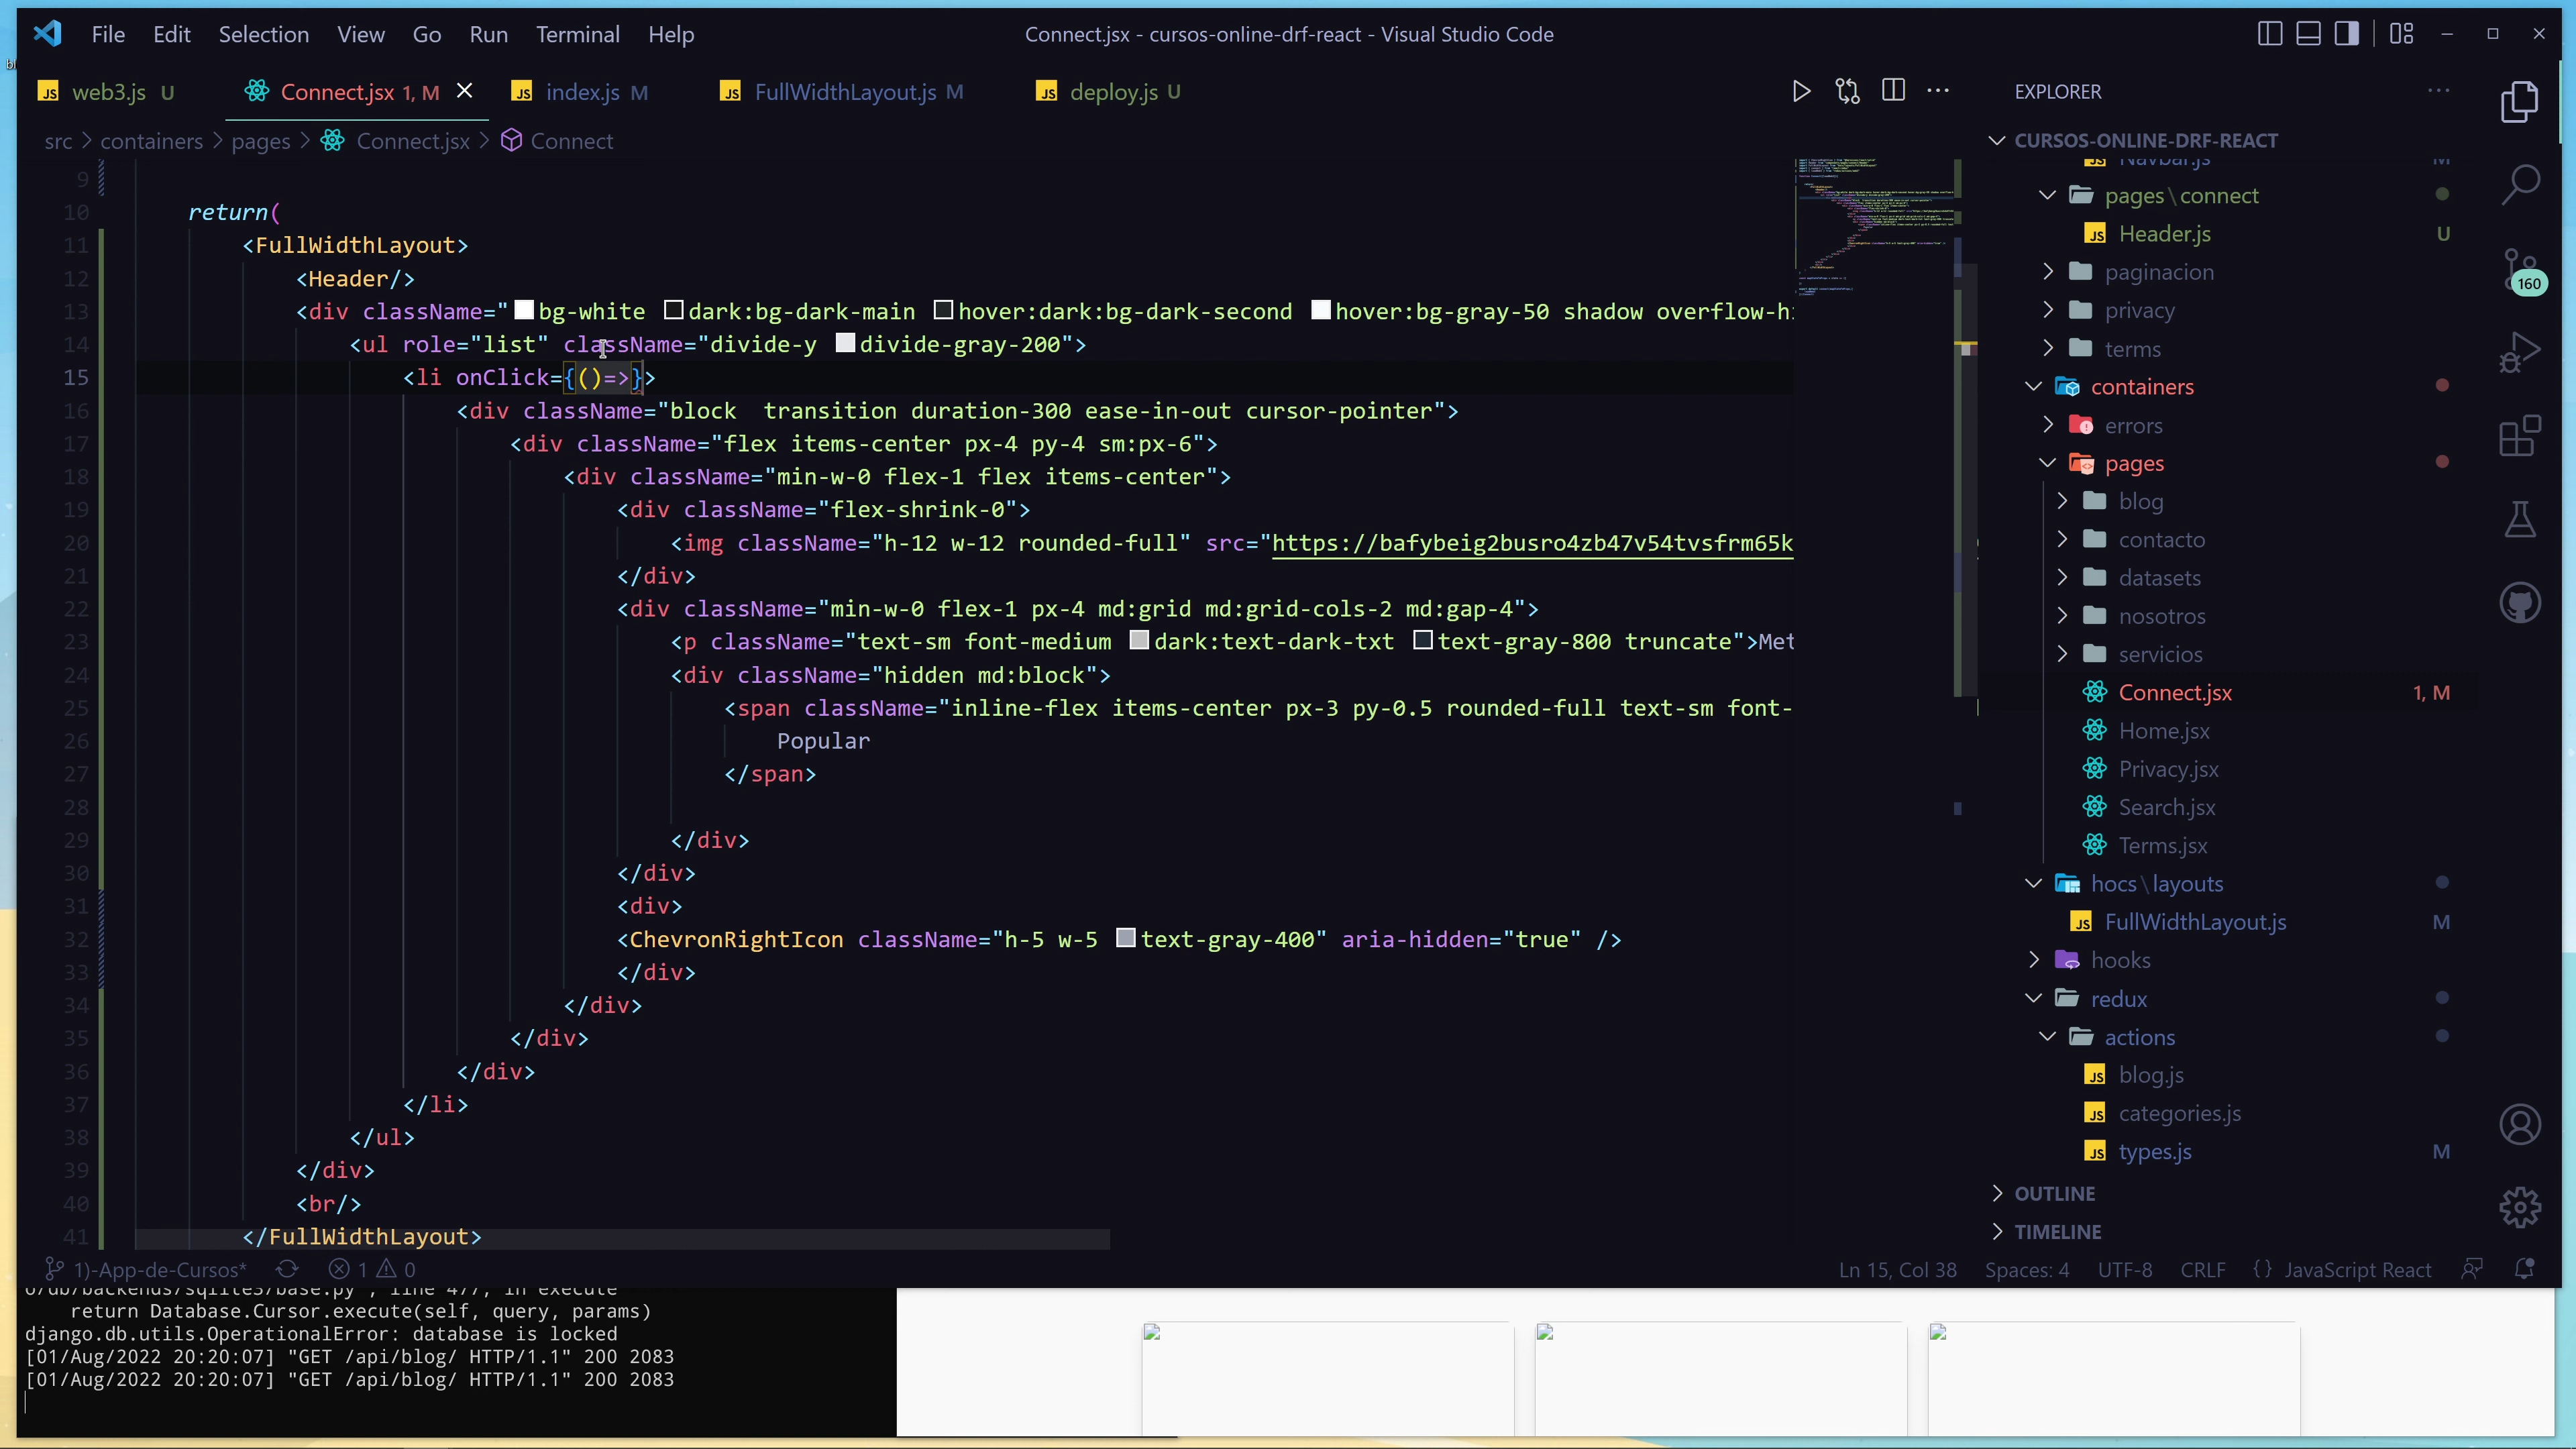 File Edit Selection View Go Run Terminal Help
Connect.jsx - cursos-online-drf-react - Visual Studio Code
web3.js U
Connect.jsx 1, M
index.js M
FullWidthLayout.js M
deploy.js U
src > containers > pages > Connect.jsx > Connect
9
10 return(
11 <FullWidthLayout>
12 <Header/>
13 <div className="bg-white dark:bg-dark-main hover:dark:bg-dark-second hover:bg-gray-50 shadow overflow-hi
14 <ul role="list" className="divide-y divide-gray-200">
15 <li onClick={()=>}>
16 <div className="block  transition duration-300 ease-in-out cursor-pointer">
17 <div className="flex items-center px-4 py-4 sm:px-6">
18 <div className="min-w-0 flex-1 flex items-center">
19 <div className="flex-shrink-0">
20 <img className="h-12 w-12 rounded-full" src="https://bafybeig2busro4zb47v54tvsfrm65k
21 </div>
22 <div className="min-w-0 flex-1 px-4 md:grid md:grid-cols-2 md:gap-4">
23 <p className="text-sm font-medium dark:text-dark-txt text-gray-800 truncate">Met
24 <div className="hidden md:block">
25 <span className="inline-flex items-center px-3 py-0.5 rounded-full text-sm font-
26 Popular
27 </span>
28
29 </div>
30 </div>
31 <div>
32 <ChevronRightIcon className="h-5 w-5 text-gray-400" aria-hidden="true" />
33 </div>
34 </div>
35 </div>
36 </div>
37 </li>
38 </ul>
39 </div>
40 <br/>
41 </FullWidthLayout>
EXPLORER
CURSOS-ONLINE-DRF-REACT
Navbar.js M
pages\connect
Header.js U
paginacion
privacy
terms
containers
errors
pages
blog
contacto
datasets
nosotros
servicios
Connect.jsx 1, M
Home.jsx
Privacy.jsx
Search.jsx
Terms.jsx
hocs\layouts
FullWidthLayout.js M
hooks
redux
actions
blog.js
categories.js
types.js M
OUTLINE
TIMELINE
160
1)-App-de-Cursos* 1 0
Ln 15, Col 38 Spaces: 4 UTF-8 CRLF {} JavaScript React
o/db/backends/sqlite3/base.py", line 477, in execute
return Database.Cursor.execute(self, query, params)
django.db.utils.OperationalError: database is locked
[01/Aug/2022 20:20:07] "GET /api/blog/ HTTP/1.1" 200 2083
[01/Aug/2022 20:20:07] "GET /api/blog/ HTTP/1.1" 200 2083